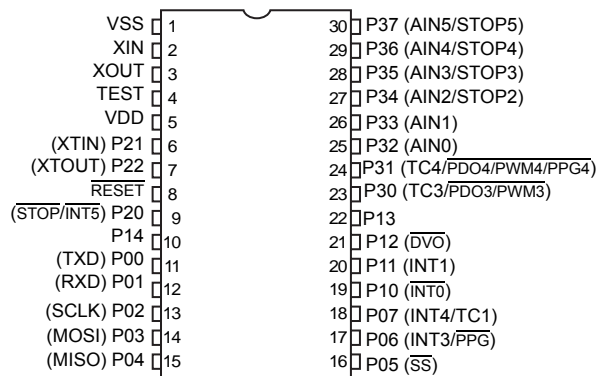 VSS 1 30 P37 (AIN5/STOP5)
XIN 2 29 P36 (AIN4/STOP4)
XOUT 3 28 P35 (AIN3/STOP3)
TEST 4 27 P34 (AIN2/STOP2)
VDD 5 26 P33 (AIN1)
(XTIN) P21 6 25 P32 (AIN0)
(XTOUT) P22 7 24 P31 (TC4/PDO4/PWM4/PPG4)
RESET 8 23 P30 (TC3/PDO3/PWM3)
(STOP/INT5) P20 9 22 P13
P14 10 21 P12 (DVO)
(TXD) P00 11 20 P11 (INT1)
(RXD) P01 12 19 P10 (INT0)
(SCLK) P02 13 18 P07 (INT4/TC1)
(MOSI) P03 14 17 P06 (INT3/PPG)
(MISO) P04 15 16 P05 (SS)